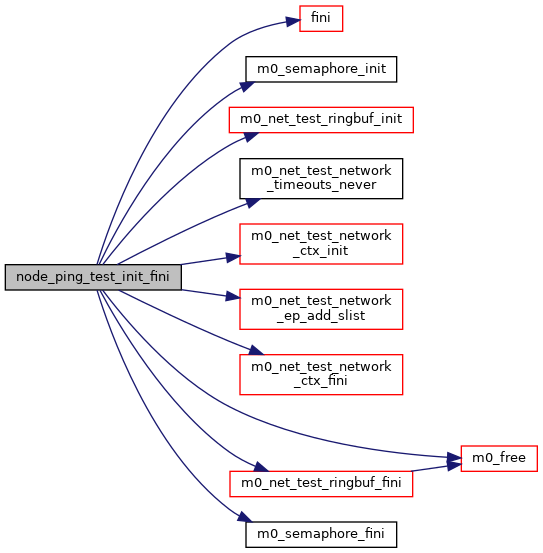 fini
m0_semaphore_init
m0_net_test_ringbuf_init
m0_net_test_network
_timeouts_never
m0_net_test_network
_ctx_init
node_ping_test_init_fini
m0_net_test_network
_ep_add_slist
m0_net_test_network
_ctx_fini
m0_free
m0_net_test_ringbuf_fini
m0_semaphore_fini